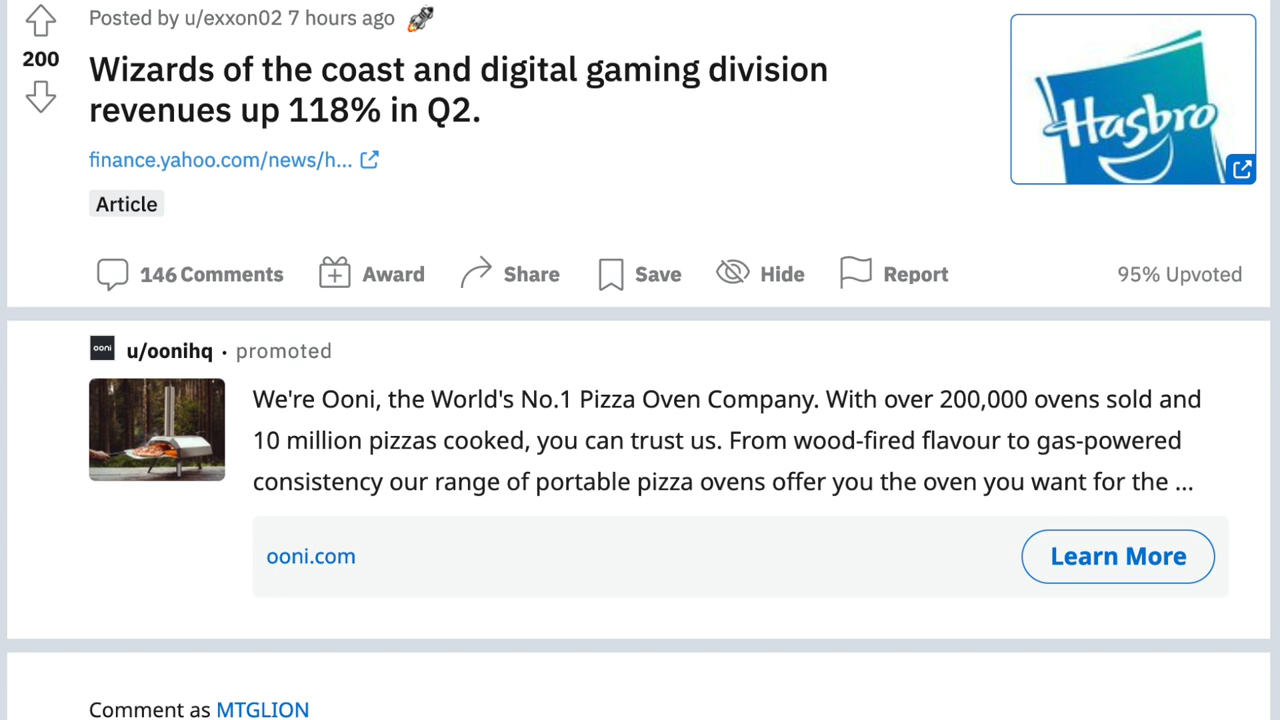 Posted by u/exxon02 7 hours ago
200
Wizards of the coast and digital gaming division
revenues up 118% in Q2.
finance.yahoo.com/news/h...
Article
Hasbro
146 Comments Award Share Save Hide Report 95% Upvoted
ooni u/oonihq · promoted
We're Ooni, the World's No.1 Pizza Oven Company. With over 200,000 ovens sold and
10 million pizzas cooked, you can trust us. From wood-fired flavour to gas-powered
consistency our range of portable pizza ovens offer you the oven you want for the ...
ooni.com Learn More
Comment as MTGLION